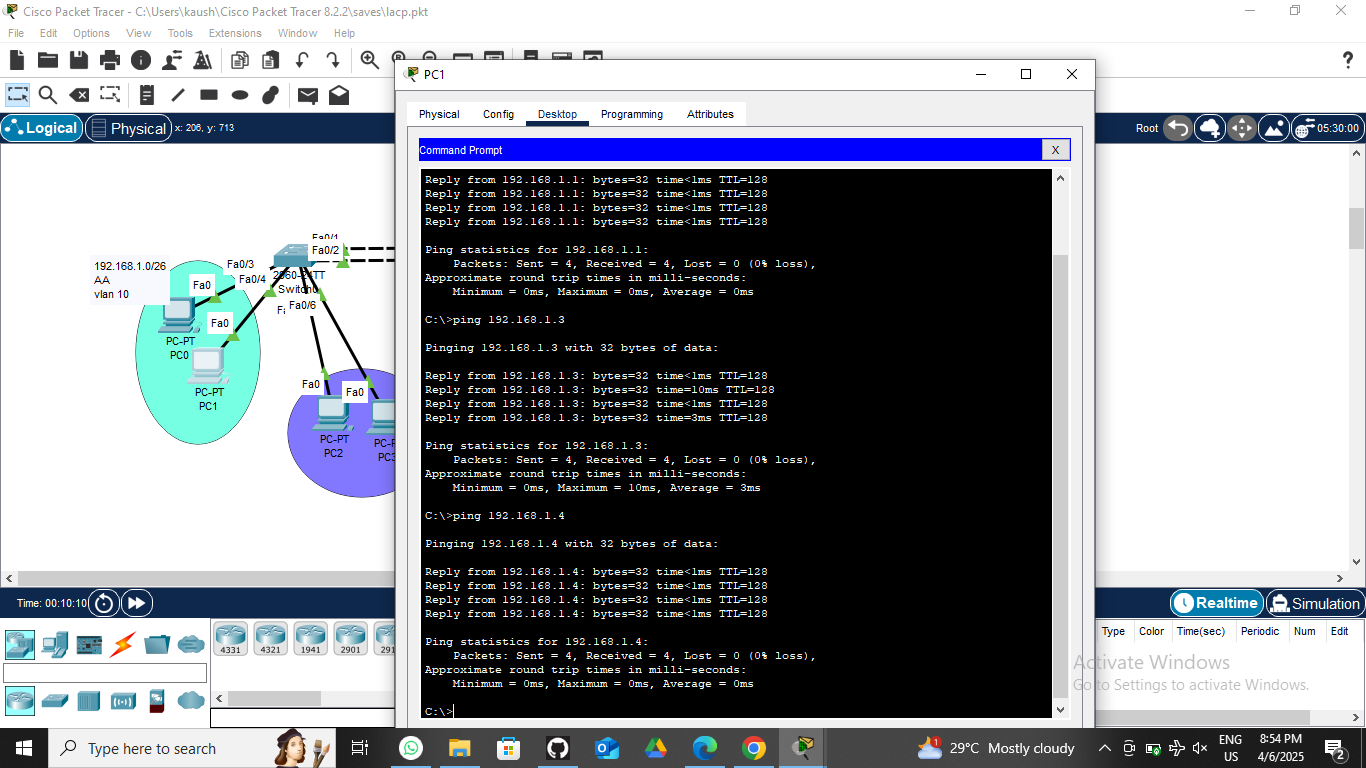 Cisco Packet Tracer - C:\Users\kaush\Cisco Packet Tracer 8.2.2\saves\lacp.pkt
File Edit Options View Tools Extensions Window Help
PC1
Physical Config Desktop Programming Attributes
Logical Physical x: 206, y: 713
Root 05:30:00
Command Prompt X
Reply from 192.168.1.1: bytes=32 time<1ms TTL=128
Reply from 192.168.1.1: bytes=32 time<1ms TTL=128
Reply from 192.168.1.1: bytes=32 time<1ms TTL=128
Reply from 192.168.1.1: bytes=32 time<1ms TTL=128
Ping statistics for 192.168.1.1:
Packets: Sent = 4, Received = 4, Lost = 0 (0% loss),
Approximate round trip times in milli-seconds:
Minimum = 0ms, Maximum = 0ms, Average = 0ms
C:\>ping 192.168.1.3
Pinging 192.168.1.3 with 32 bytes of data:
Reply from 192.168.1.3: bytes=32 time<1ms TTL=128
Reply from 192.168.1.3: bytes=32 time=10ms TTL=128
Reply from 192.168.1.3: bytes=32 time<1ms TTL=128
Reply from 192.168.1.3: bytes=32 time=3ms TTL=128
Ping statistics for 192.168.1.3:
Packets: Sent = 4, Received = 4, Lost = 0 (0% loss),
Approximate round trip times in milli-seconds:
Minimum = 0ms, Maximum = 10ms, Average = 3ms
C:\>ping 192.168.1.4
Pinging 192.168.1.4 with 32 bytes of data:
Reply from 192.168.1.4: bytes=32 time<1ms TTL=128
Reply from 192.168.1.4: bytes=32 time<1ms TTL=128
Reply from 192.168.1.4: bytes=32 time<1ms TTL=128
Reply from 192.168.1.4: bytes=32 time<1ms TTL=128
Ping statistics for 192.168.1.4:
Packets: Sent = 4, Received = 4, Lost = 0 (0% loss),
Approximate round trip times in milli-seconds:
Minimum = 0ms, Maximum = 0ms, Average = 0ms
C:\>
Fa0/1
Fa0/2
192.168.1.0/26
AA
vlan 10
Fa0/3
Fa0/4
2960-24TT
Switch0
Fa0/6
Fa0
Fa0
PC-PT
PC0
PC-PT
PC1
Fa0
Fa0
PC-PT
PC2
PC-P
PC3
Time: 00:10:10
Realtime Simulation
4331 4321 1941 2901 291
Type Color Time(sec) Periodic Num Edit
Activate Windows
Go to Settings to activate Windows.
Type here to search
29°C Mostly cloudy
ENG
US
8:54 PM
4/6/2025
2